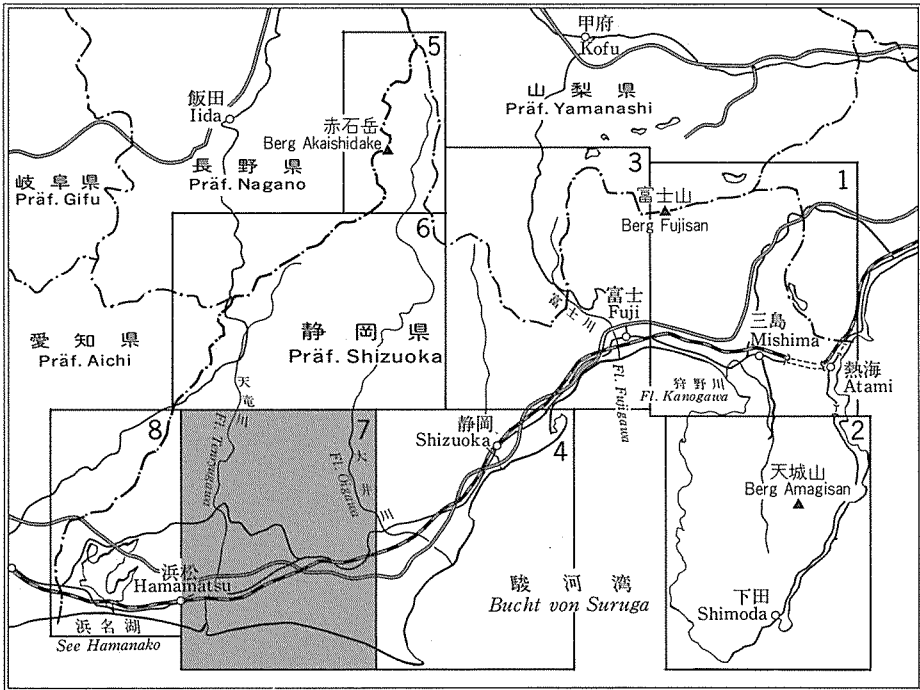 甲府
Kofu
5
飯田
Iida
山梨県
Präf. Yamanashi
赤石岳
Berg Akaishidake
長野県
Präf. Nagano
3
1
岐阜県
Präf. Gifu
富士山
Berg Fujisan
6
富士川
富士
Fuji
三島
Mishima
静岡県
Präf. Shizuoka
愛知県
Präf. Aichi
熱海
Atami
狩野川
Fl. Kanogawa
Fl. Fujigawa
天竜川
Fl. Tenryugawa
8
7
静岡
Shizuoka
4
2
大井川
Fl. Oigawa
天城山
Berg Amagisan
浜松
Hamamatsu
駿河湾
Bucht von Suruga
下田
Shimoda
浜名湖
See Hamanako